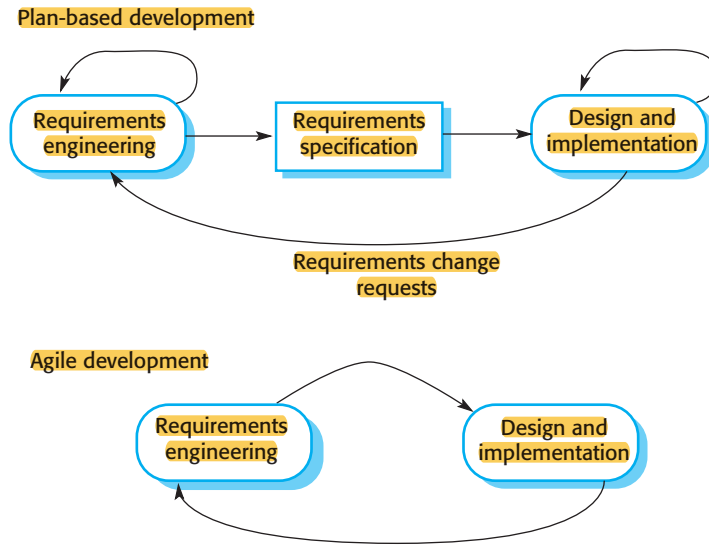 Plan-based development
Requirements
engineering
Requirements
specification
Design and
implementation
Requirements change
requests
Agile development
Requirements
engineering
Design and
implementation